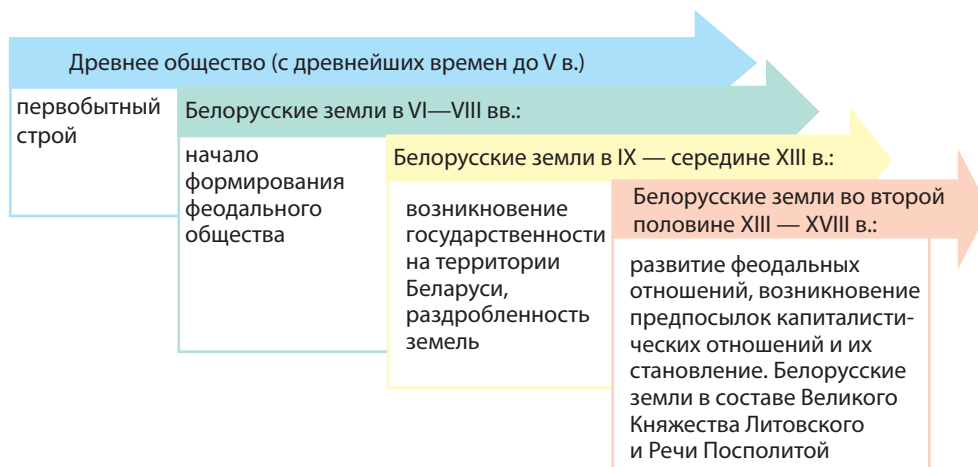 Древнее общество (с древнейших времен до V в.)
первобытный
строй
Белорусские земли в VI—VIII вв.:
начало
формирования
феодального
общества
Белорусские земли в IX — середине XIII в.:
возникновение
государственности
на территории
Беларуси,
раздробленность
земель
Белорусские земли во второй
половине XIII — XVIII в.:
развитие феодальных
отношений, возникновение
предпосылок капиталисти-
ческих отношений и их
становление. Белорусские
земли в составе Великого
Княжества Литовского
и Речи Посполитой